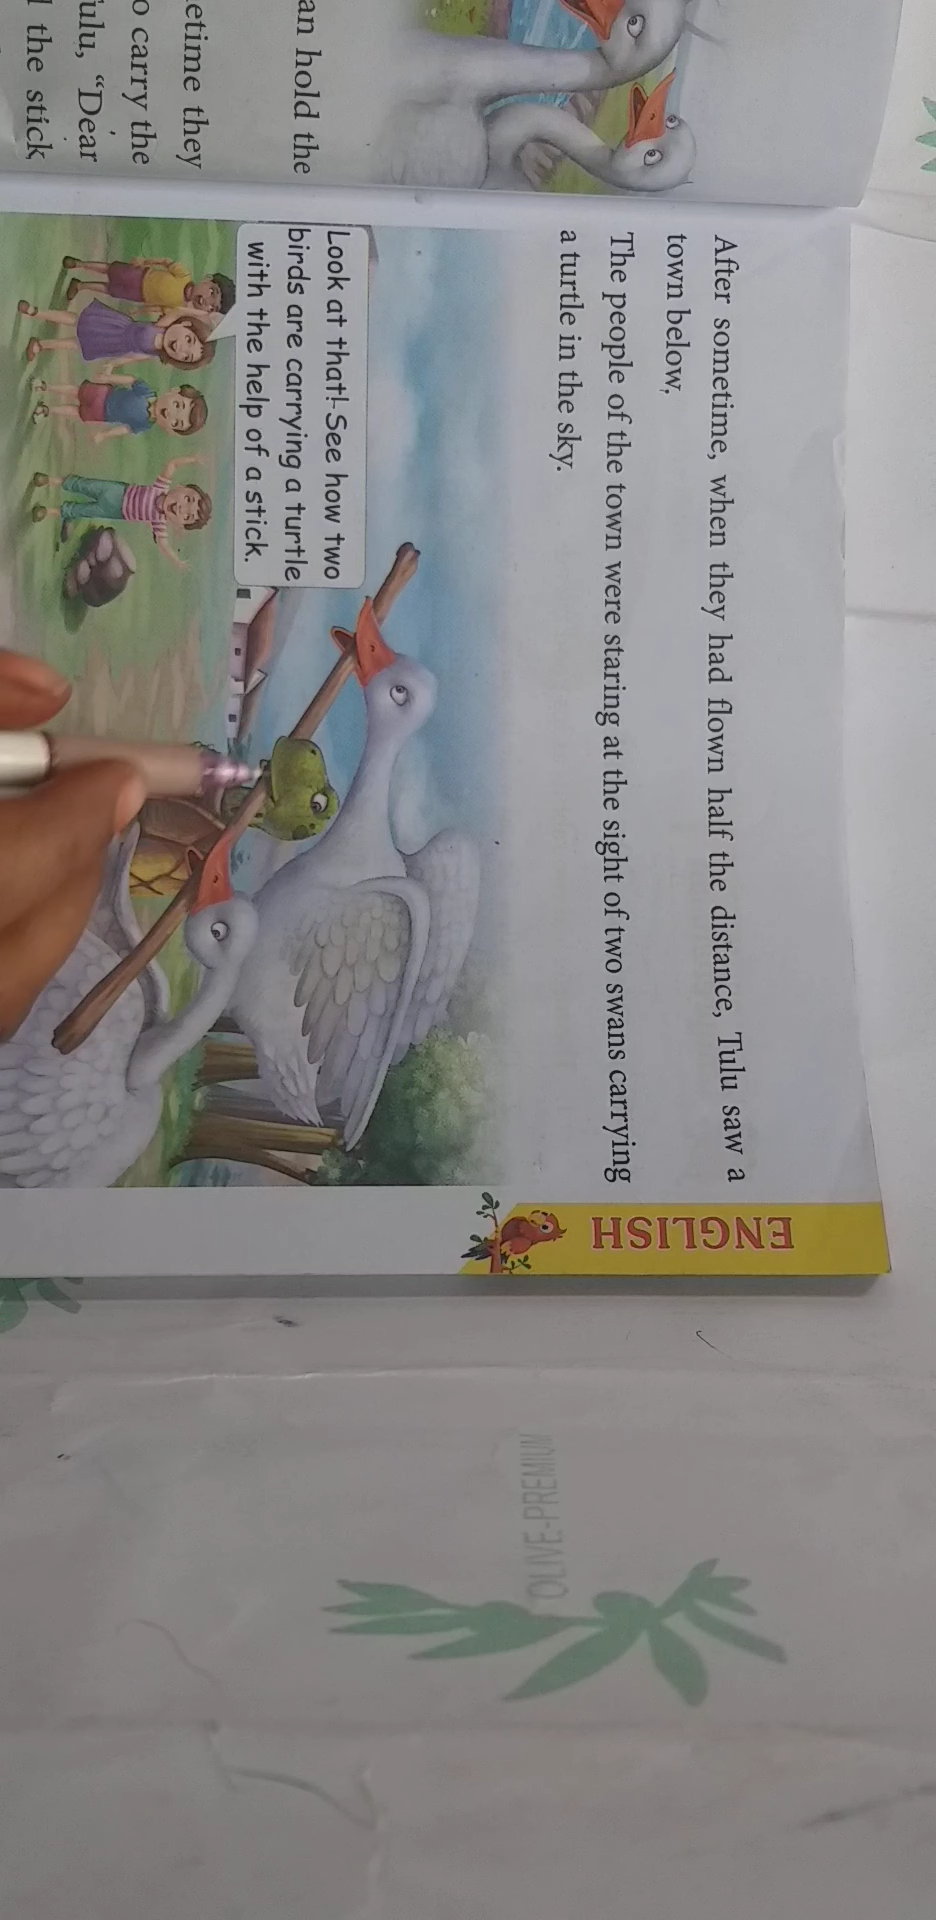 an hold the
etime they
o carry the
ulu, “Dear
the stick
After sometime, when they had flown half the distance, Tulu saw a
town below,
The people of the town were staring at the sight of two swans carrying
a turtle in the sky.
Look at that!-See how two
birds are carrying a turtle
with the help of a stick.
ENGLISH
OLIVE-PREMIUM